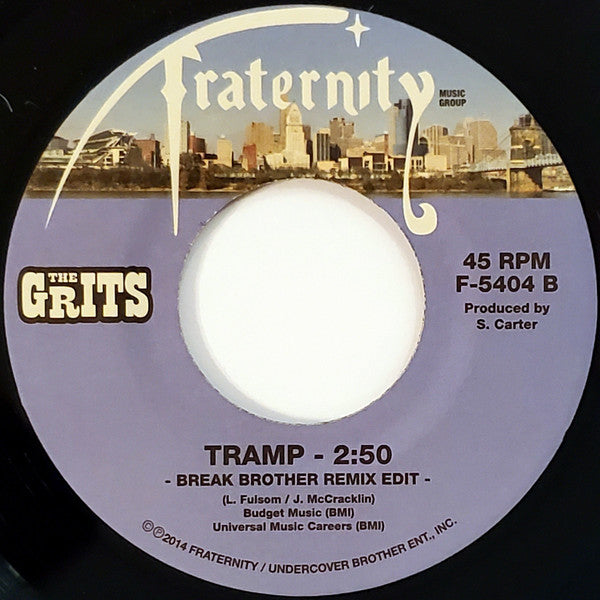 Fraternity
MUSIC
GROUP
THE
GRITS
45 RPM
F-5404 B
Produced by
S. Carter
TRAMP - 2:50
- BREAK BROTHER REMIX EDIT -
(L. Fulsom / J. McCracklin)
Budget Music (BMI)
Universal Music Careers (BMI)
©℗2014 FRATERNITY / UNDERCOVER BROTHER ENT., INC.